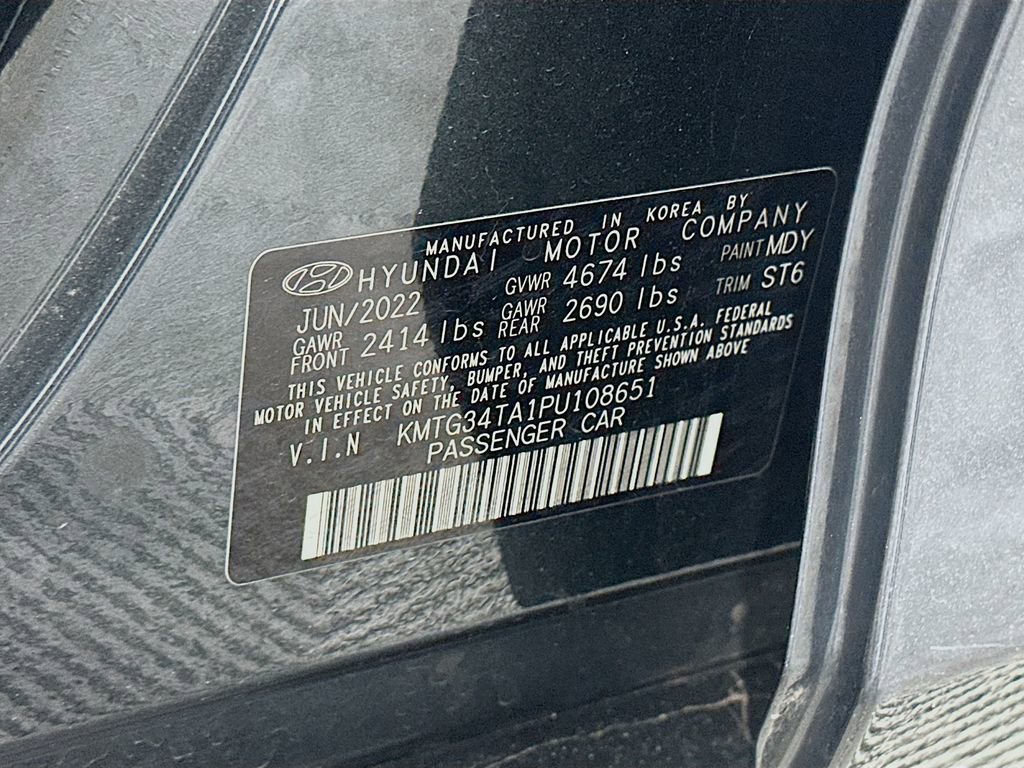 MANUFACTURED IN KOREA BY
HYUNDAI MOTOR COMPANY
JUN/2022 GVWR 4674 lbs PAINT MDY
GAWR FRONT 2414 lbs GAWR REAR 2690 lbs TRIM ST6
THIS VEHICLE CONFORMS TO ALL APPLICABLE U.S.A. FEDERAL
MOTOR VEHICLE SAFETY, BUMPER, AND THEFT PREVENTION STANDARDS
IN EFFECT ON THE DATE OF MANUFACTURE SHOWN ABOVE
V.I.N KMTG34TA1PU108651
PASSENGER CAR